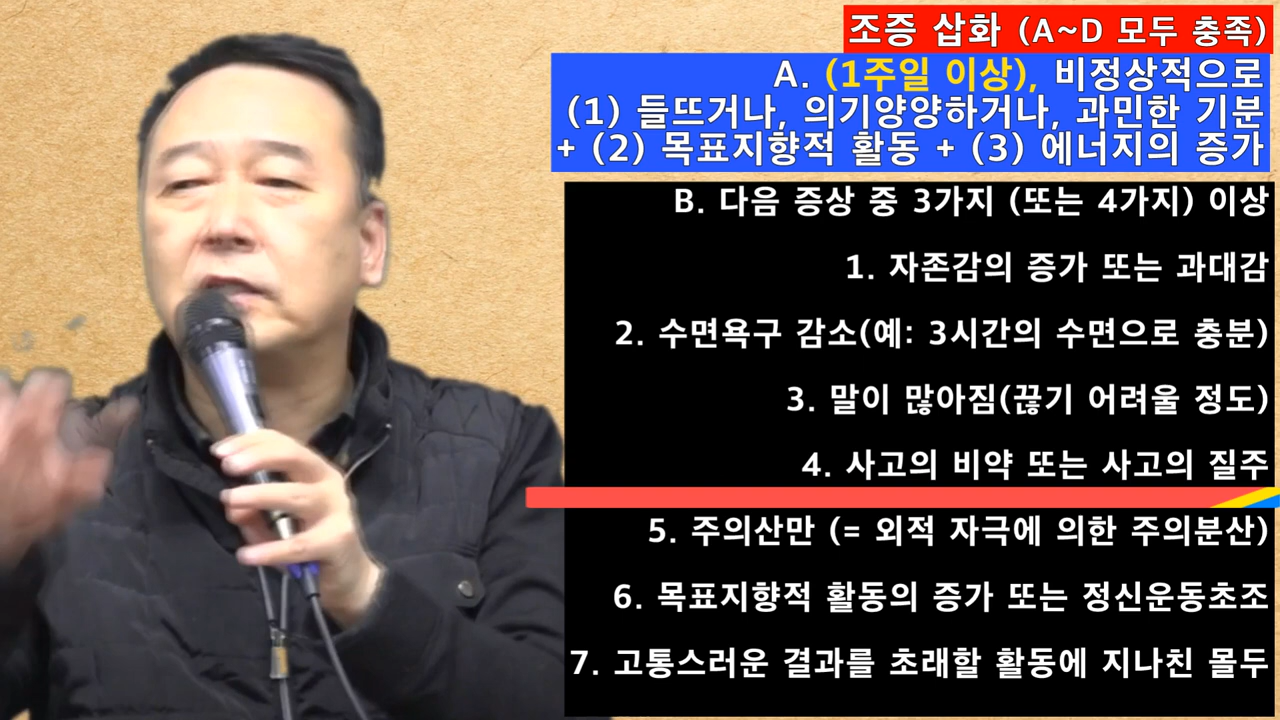 조증 삽화 (A~D 모두 충족)
A. (1주일 이상), 비정상적으로
(1) 들뜨거나, 의기양양하거나, 과민한 기분
+ (2) 목표지향적 활동 + (3) 에너지의 증가
B. 다음 증상 중 3가지 (또는 4가지) 이상
1. 자존감의 증가 또는 과대감
2. 수면욕구 감소(예: 3시간의 수면으로 충분)
3. 말이 많아짐(끊기 어려울 정도)
4. 사고의 비약 또는 사고의 질주
5. 주의산만 (= 외적 자극에 의한 주의분산)
6. 목표지향적 활동의 증가 또는 정신운동초조
7. 고통스러운 결과를 초래할 활동에 지나친 몰두